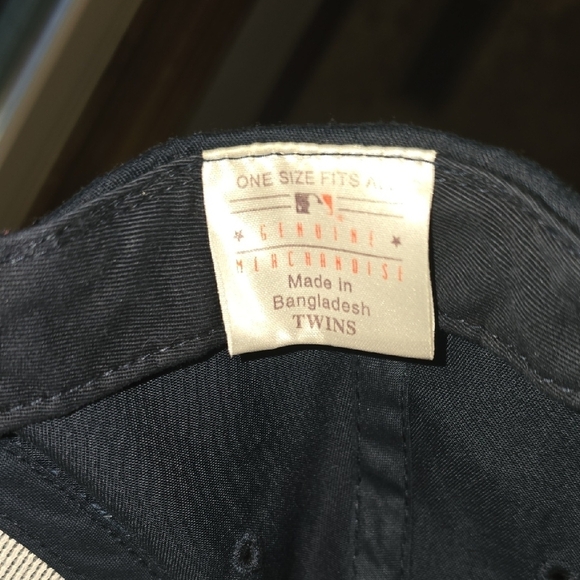 ONE SIZE FITS A
GENUINE
MERCHANDISE
Made in
Bangladesh
TWINS